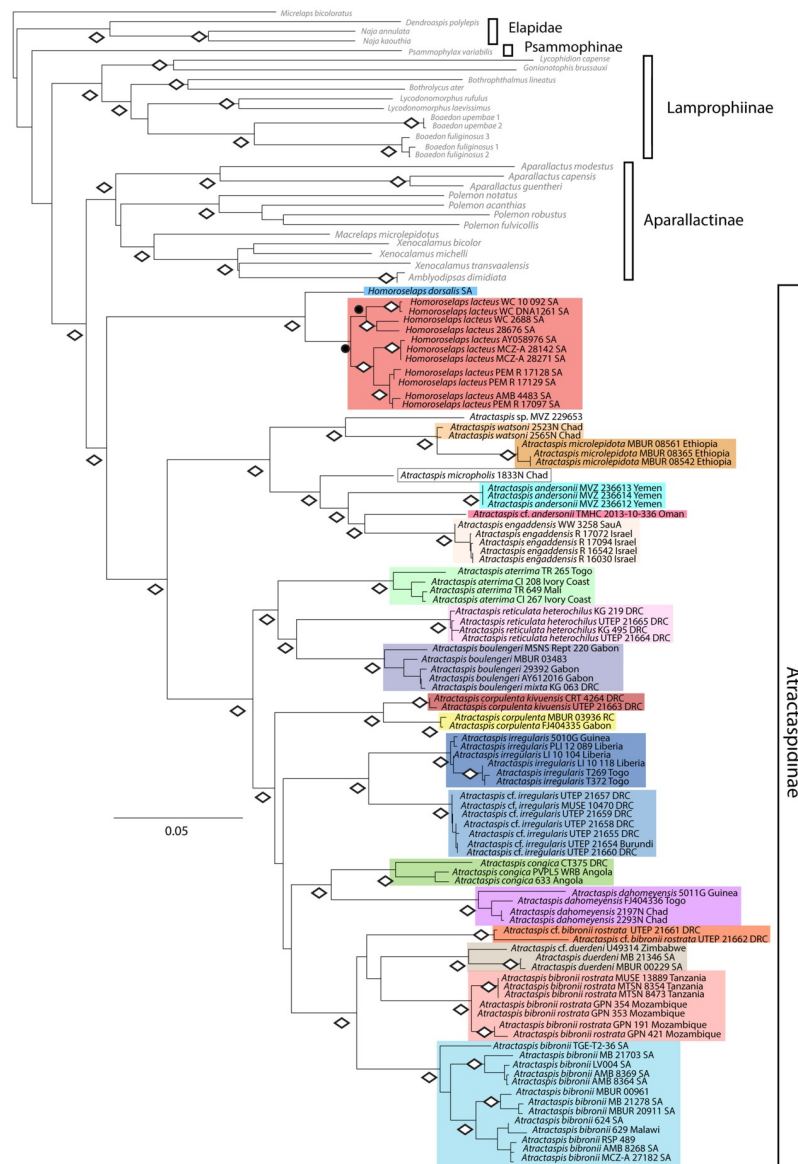 Micrelaps bicoloratus
Dendroaspis polylepis
Naja annulata
Naja kaouthia
Elapidae
Psammophylax variabilis
Psammophinae
Lycophidion capense
Gonionotophis brussauxi
Bothrophthalmus lineatus
Bothrolycus ater
Lycodonomorphus rufulus
Lycodonomorphus laevissimus
Boaedon upembae 1
Boaedon upembae 2
Boaedon fuliginosus 3
Boaedon fuliginosus 1
Boaedon fuliginosus 2
Lamprophiinae
Aparallactus modestus
Aparallactus capensis
Aparallactus guentheri
Polemon notatus
Polemon acanthias
Polemon robustus
Polemon fulvicollis
Macrelaps microlepidotus
Xenocalamus bicolor
Xenocalamus michelli
Xenocalamus transvaalensis
Amblyodipsas dimidiata
Aparallactinae
Homoroselaps dorsalis SA
Homoroselaps lacteus WC 10 092 SA
Homoroselaps lacteus WC DNA1261 SA
Homoroselaps lacteus WC 2688 SA
Homoroselaps lacteus 28676 SA
Homoroselaps lacteus AY058976 SA
Homoroselaps lacteus MCZ-A 28142 SA
Homoroselaps lacteus MCZ-A 28271 SA
Homoroselaps lacteus PEM R 17128 SA
Homoroselaps lacteus PEM R 17129 SA
Homoroselaps lacteus AMB 4483 SA
Homoroselaps lacteus PEM R 17097 SA
Atractaspis sp. MVZ 229653
Atractaspis watsoni 2523N Chad
Atractaspis watsoni 2565N Chad
Atractaspis microlepidota MBUR 08561 Ethiopia
Atractaspis microlepidota MBUR 08365 Ethiopia
Atractaspis microlepidota MBUR 08542 Ethiopia
Atractaspis micropholis 1833N Chad
Atractaspis andersonii MVZ 236613 Yemen
Atractaspis andersonii MVZ 236614 Yemen
Atractaspis andersonii MVZ 236612 Yemen
Atractaspis cf. andersonii TMHC 2013-10-336 Oman
Atractaspis engaddensis WW 3258 SauA
Atractaspis engaddensis R 17072 Israel
Atractaspis engaddensis R 17094 Israel
Atractaspis engaddensis R 16542 Israel
Atractaspis engaddensis R 16030 Israel
Atractaspis aterrima TR 265 Togo
Atractaspis aterrima CI 208 Ivory Coast
Atractaspis aterrima TR 649 Mali
Atractaspis aterrima CI 267 Ivory Coast
Atractaspis reticulata heterochilus KG 219 DRC
Atractaspis reticulata heterochilus UTEP 21665 DRC
Atractaspis reticulata heterochilus KG 495 DRC
Atractaspis reticulata heterochilus UTEP 21664 DRC
Atractaspis boulengeri MSNS Rept 220 Gabon
Atractaspis boulengeri MBUR 03483
Atractaspis boulengeri 29392 Gabon
Atractaspis boulengeri AY612016 Gabon
Atractaspis boulengeri mixta KG 063 DRC
Atractaspis corpulenta kivuensis CRT 4264 DRC
Atractaspis corpulenta kivuensis UTEP 21663 DRC
Atractaspis corpulenta MBUR 03936 RC
Atractaspis corpulenta FJ404335 Gabon
Atractaspis irregularis 5010G Guinea
Atractaspis irregularis PLI 12 089 Liberia
Atractaspis irregularis LI 10 104 Liberia
Atractaspis irregularis LI 10 118 Liberia
Atractaspis irregularis T269 Togo
Atractaspis irregularis T372 Togo
Atractaspis cf. irregularis UTEP 21657 DRC
Atractaspis cf. irregularis MUSE 10470 DRC
Atractaspis cf. irregularis UTEP 21659 DRC
Atractaspis cf. irregularis UTEP 21658 DRC
Atractaspis cf. irregularis UTEP 21655 DRC
Atractaspis cf. irregularis UTEP 21654 Burundi
Atractaspis cf. irregularis UTEP 21660 DRC
Atractaspis congica CT375 DRC
Atractaspis congica PVPL5 WRB Angola
Atractaspis congica 633 Angola
Atractaspis dahomeyensis 5011G Guinea
Atractaspis dahomeyensis FJ404336 Togo
Atractaspis dahomeyensis 2197N Chad
Atractaspis dahomeyensis 2293N Chad
Atractaspis cf. bibronii rostrata UTEP 21661 DRC
Atractaspis cf. bibronii rostrata UTEP 21662 DRC
Atractaspis cf. duerdeni U49314 Zimbabwe
Atractaspis duerdeni MB 21346 SA
Atractaspis duerdeni MBUR 00229 SA
Atractaspis bibronii rostrata MUSE 13889 Tanzania
Atractaspis bibronii rostrata MTSN 8354 Tanzania
Atractaspis bibronii rostrata MTSN 8473 Tanzania
Atractaspis bibronii rostrata GPN 354 Mozambique
Atractaspis bibronii rostrata GPN 353 Mozambique
Atractaspis bibronii rostrata GPN 191 Mozambique
Atractaspis bibronii rostrata GPN 421 Mozambique
Atractaspis bibronii TGE-T2-36 SA
Atractaspis bibronii MB 21703 SA
Atractaspis bibronii LV004 SA
Atractaspis bibronii AMB 8369 SA
Atractaspis bibronii AMB 8364 SA
Atractaspis bibronii MBUR 00961
Atractaspis bibronii MB 21278 SA
Atractaspis bibronii MBUR 20911 SA
Atractaspis bibronii 624 SA
Atractaspis bibronii 629 Malawi
Atractaspis bibronii RSP 489
Atractaspis bibronii AMB 8268 SA
Atractaspis bibronii MCZ-A 27182 SA
Atractaspidinae
0.05